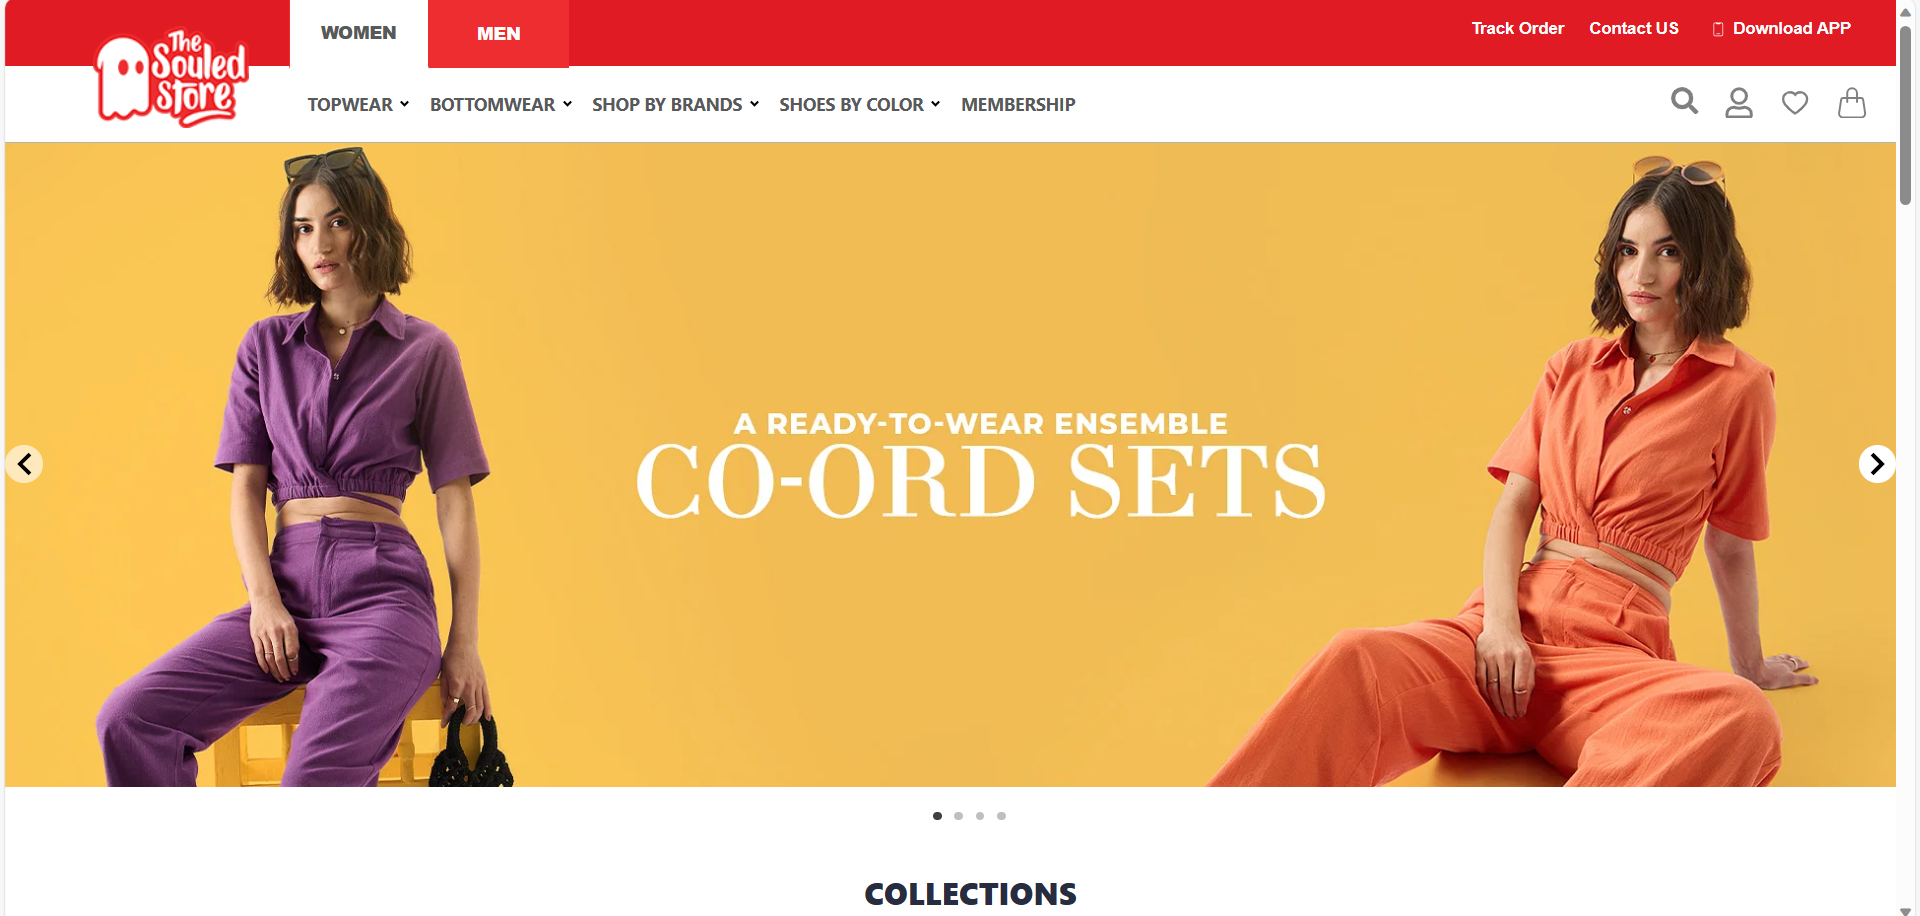 The
Souled
Store
WOMEN
MEN
Track Order
Contact US
Download APP
TOPWEAR
BOTTOMWEAR
SHOP BY BRANDS
SHOES BY COLOR
MEMBERSHIP
A READY-TO-WEAR ENSEMBLE
CO-ORD SETS
COLLECTIONS